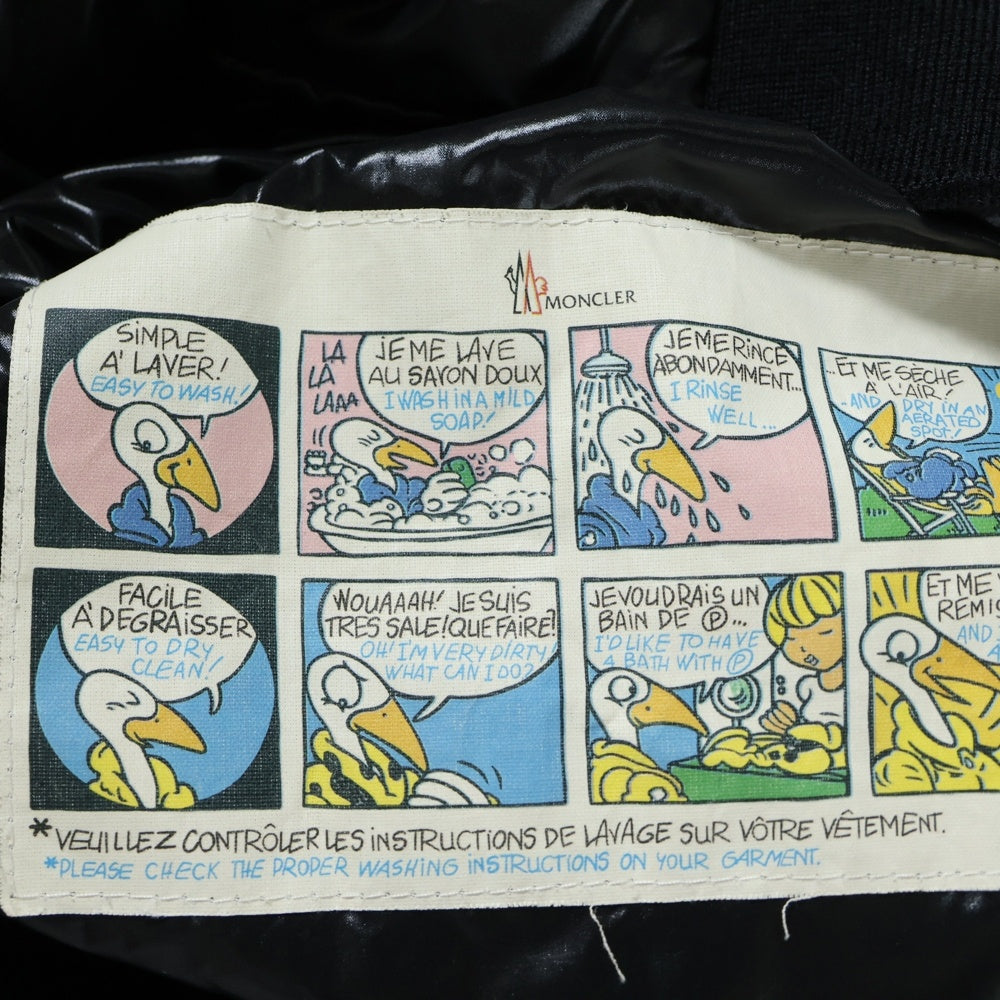 MONCLER
SiMPLE
A' LAVER!
EASY TO WASH!
LA
LA
LAAA
JE ME LAVE
AU SAVON DOUX
I WASH IN A MILD
SOAP!
JE ME RINCE
ABONDAMMENT...
I RINSE
WELL...
...ET ME SÈCHE
A' L'AIR!
...AND DRY IN AN
AERATED
SPOT!
FACiLE
A' DEGRAiSSER
EASY TO DRY
CLEAN!
WOUAAAH! JE SUIS
TRES SALE! QUE FAIRE?
OH! I'M VERY DIRTY!
WHAT CAN I DO?
JE VOUDRAIS UN
BAIN DE Ⓟ...
I'D LIKE TO HAVE
A BATH WITH Ⓟ
ET ME
REMIS
AND
*VEUILLEZ CONTRÔLER LES iNSTRUCTIONS DE LAVAGE SUR VÔTRE VÊTEMENT.
*PLEASE CHECK THE PROPER WASHING iNSTRUCTIONS ON YOUR GARMENT.